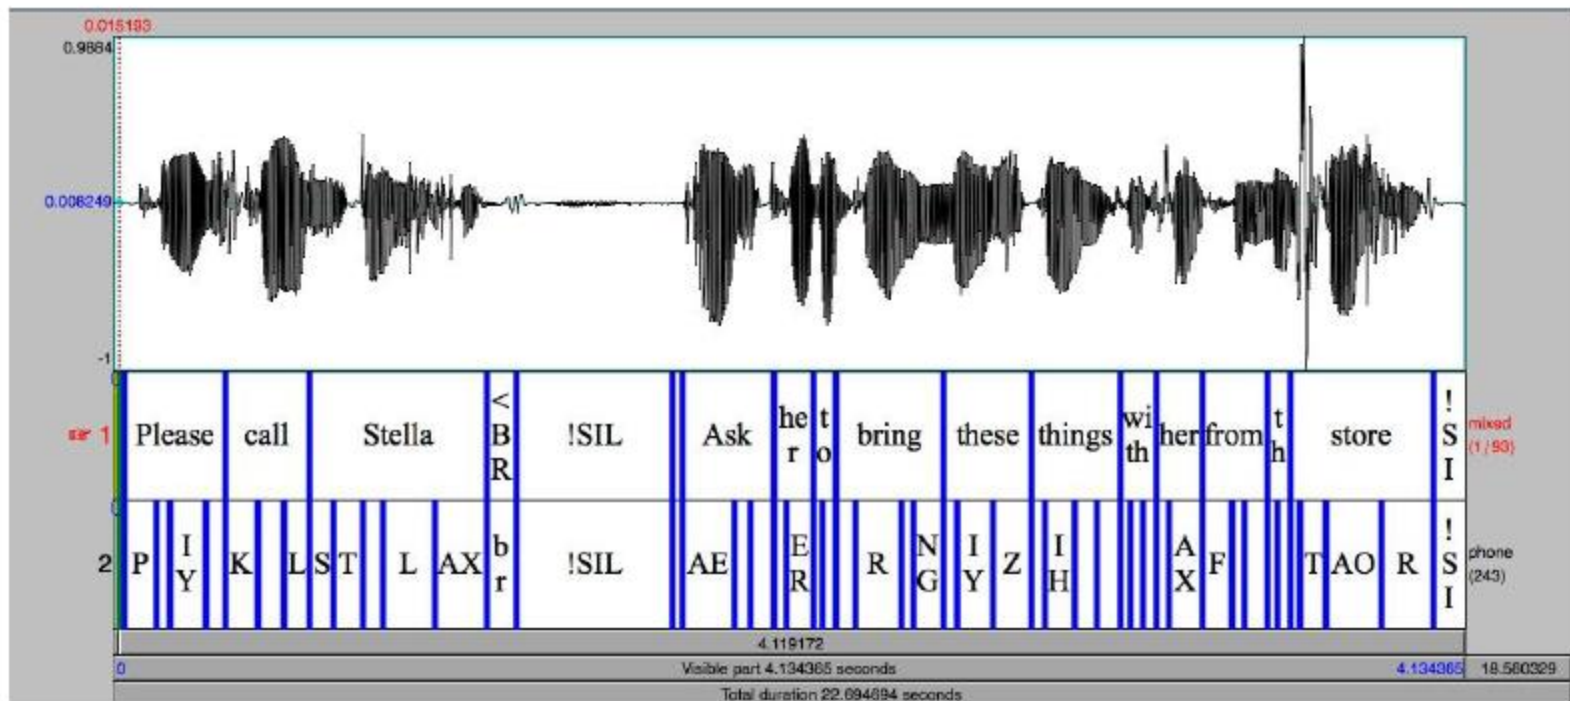 0.015193
0.9884
0.008249
-1
1 Please call Stella <BR !SIL Ask her to bring these things with her from th store !SI mixed (1/93)
2 P IY K L S T L AX br !SIL AE ER R NG IY Z IH AX F T AO R !SI phone (243)
4.119172
0 Visible part 4.134365 seconds 4.134365 18.560329
Total duration 22.694694 seconds